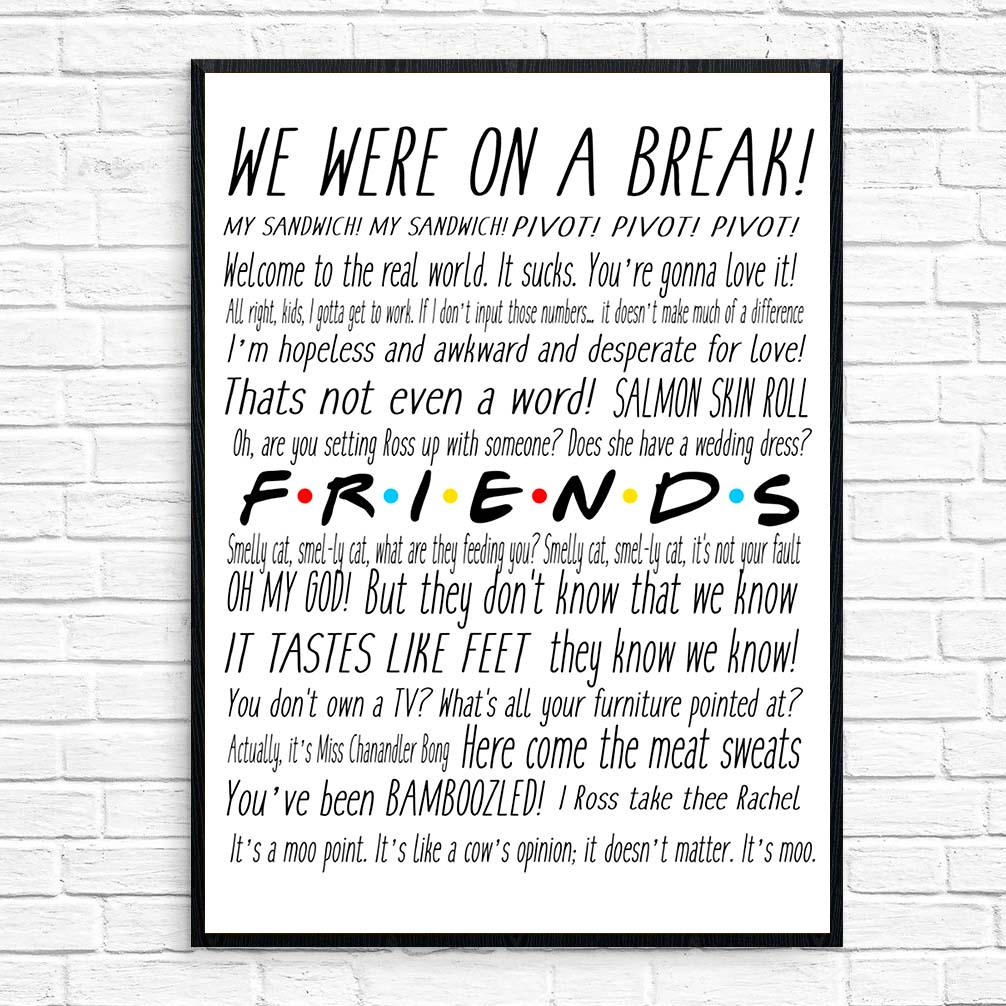 WE WERE ON A BREAK!
MY SANDWICH! MY SANDWICH! PIVOT! PIVOT! PIVOT!
Welcome to the real world. It sucks. You're gonna love it!
All right, kids, I gotta get to work. If I don't input those numbers... it doesn't make much of a difference
I'm hopeless and awkward and desperate for love!
Thats not even a word! SALMON SKIN ROLL
Oh, are you setting Ross up with someone? Does she have a wedding dress?
F•R•I•E•N•D•S
Smelly cat, smel-ly cat, what are they feeding you? Smelly cat, smel-ly cat, it's not your fault
OH MY GOD! But they don't know that we know
IT TASTES LIKE FEET they know we know!
You don't own a TV? What's all your furniture pointed at?
Actually, it's Miss Chanandler Bong Here come the meat sweats
You've been BAMBOOZLED! I Ross take thee Rachel
It's a moo point. It's like a cow's opinion; it doesn't matter. It's moo.